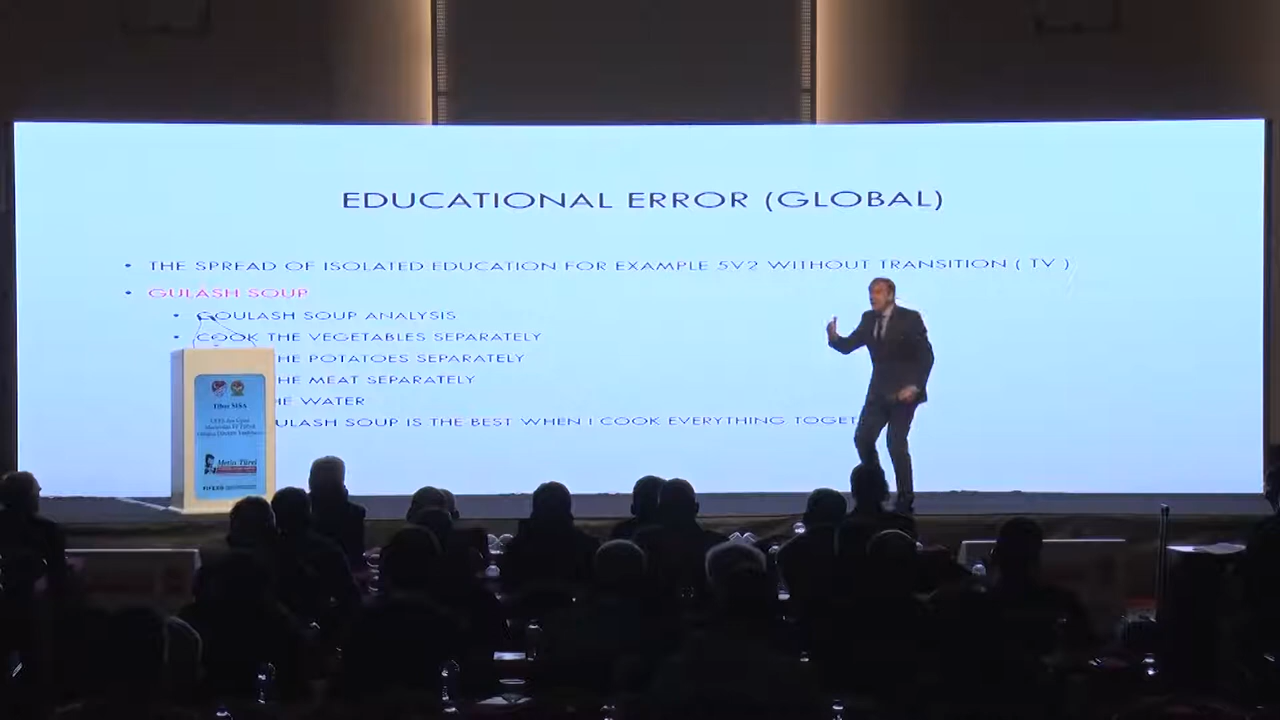 EDUCATIONAL ERROR (GLOBAL)
• THE SPREAD OF ISOLATED EDUCATION FOR EXAMPLE 5V2 WITHOUT TRANSITION ( TV )
• GULASH SOUP
• GOULASH SOUP ANALYSIS
• COOK THE VEGETABLES SEPARATELY
HE POTATOES SEPARATELY
HE MEAT SEPARATELY
HE WATER
ULASH SOUP IS THE BEST WHEN I COOK EVERYTHING TOGET
Metin Türel